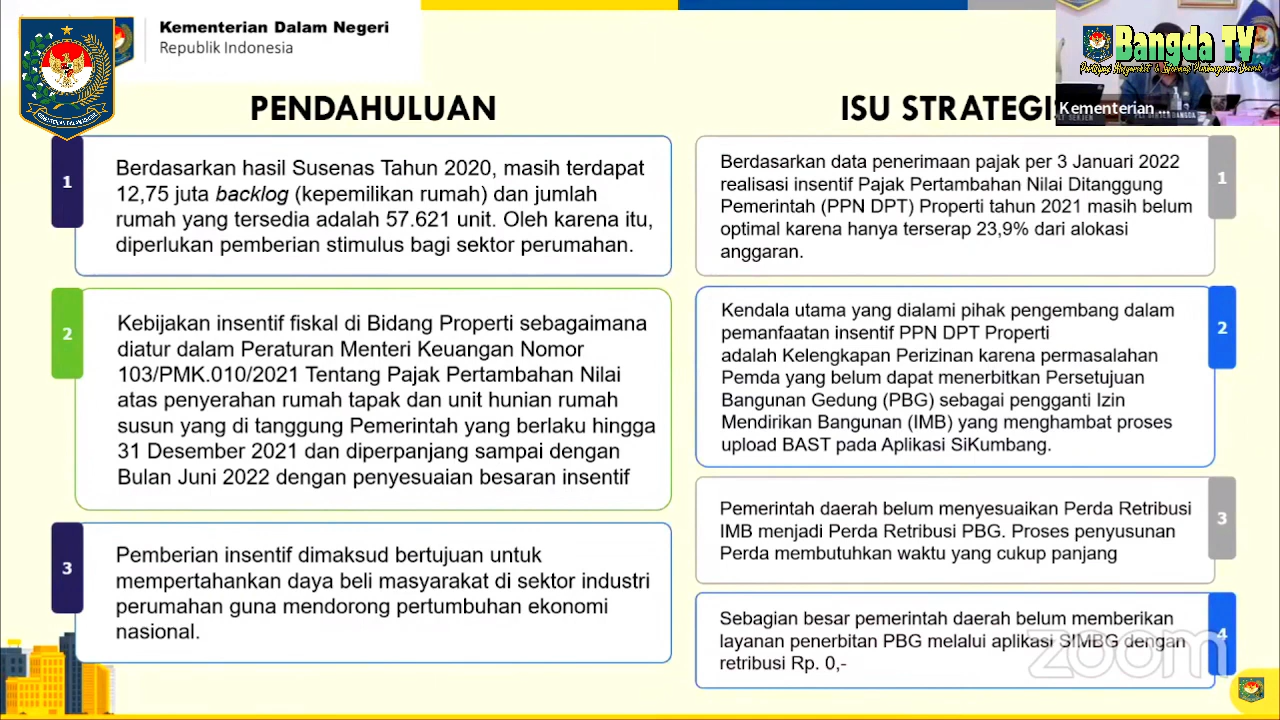 Kementerian Dalam Negeri
Republik Indonesia
Bangda TV
Kementerian ...
PENDAHULUAN
1
Berdasarkan hasil Susenas Tahun 2020, masih terdapat
12,75 juta backlog (kepemilikan rumah) dan jumlah
rumah yang tersedia adalah 57.621 unit. Oleh karena itu,
diperlukan pemberian stimulus bagi sektor perumahan.
2
Kebijakan insentif fiskal di Bidang Properti sebagaimana
diatur dalam Peraturan Menteri Keuangan Nomor
103/PMK.010/2021 Tentang Pajak Pertambahan Nilai
atas penyerahan rumah tapak dan unit hunian rumah
susun yang di tanggung Pemerintah yang berlaku hingga
31 Desember 2021 dan diperpanjang sampai dengan
Bulan Juni 2022 dengan penyesuaian besaran insentif
3
Pemberian insentif dimaksud bertujuan untuk
mempertahankan daya beli masyarakat di sektor industri
perumahan guna mendorong pertumbuhan ekonomi
nasional.
ISU STRATEGIS
1
Berdasarkan data penerimaan pajak per 3 Januari 2022
realisasi insentif Pajak Pertambahan Nilai Ditanggung
Pemerintah (PPN DPT) Properti tahun 2021 masih belum
optimal karena hanya terserap 23,9% dari alokasi
anggaran.
2
Kendala utama yang dialami pihak pengembang dalam
pemanfaatan insentif PPN DPT Properti
adalah Kelengkapan Perizinan karena permasalahan
Pemda yang belum dapat menerbitkan Persetujuan
Bangunan Gedung (PBG) sebagai pengganti Izin
Mendirikan Bangunan (IMB) yang menghambat proses
upload BAST pada Aplikasi SiKumbang.
3
Pemerintah daerah belum menyesuaikan Perda Retribusi
IMB menjadi Perda Retribusi PBG. Proses penyusunan
Perda membutuhkan waktu yang cukup panjang
4
Sebagian besar pemerintah daerah belum memberikan
layanan penerbitan PBG melalui aplikasi SIMBG dengan
retribusi Rp. 0,-
zoom